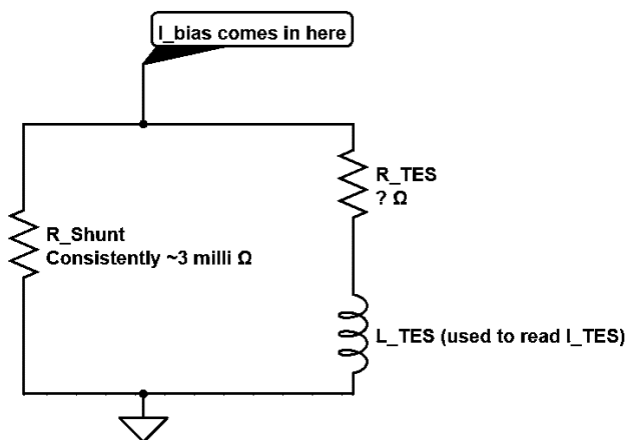 I_bias comes in here
R_TES
? Ω
R_Shunt
Consistently ~3 milli Ω
L_TES (used to read I_TES)